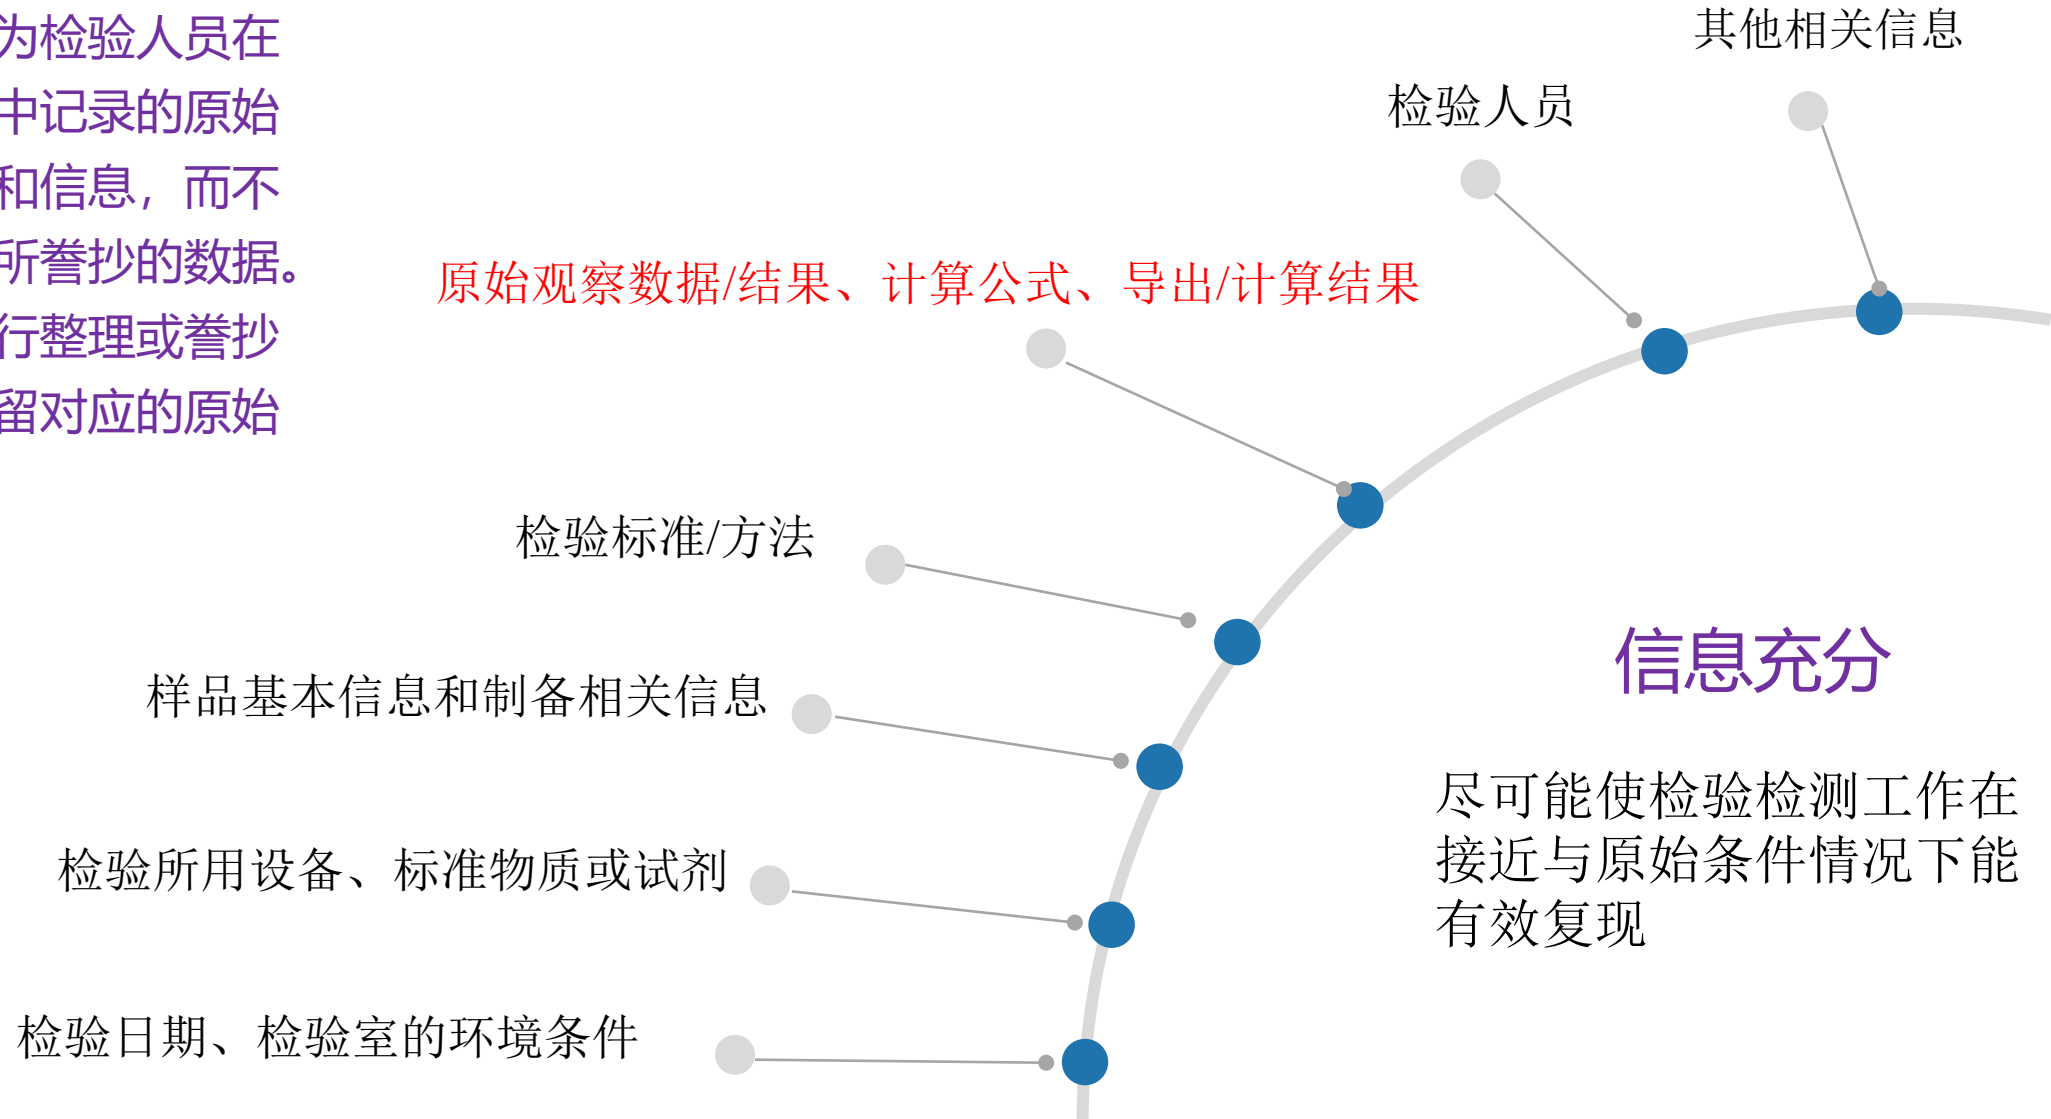 为检验人员在
中记录的原始
和信息，而不
所誊抄的数据。
行整理或誊抄
留对应的原始
其他相关信息
检验人员
原始观察数据/结果、计算公式、导出/计算结果
检验标准/方法
样品基本信息和制备相关信息
检验所用设备、标准物质或试剂
检验日期、检验室的环境条件
信息充分
尽可能使检验检测工作在
接近与原始条件情况下能
有效复现